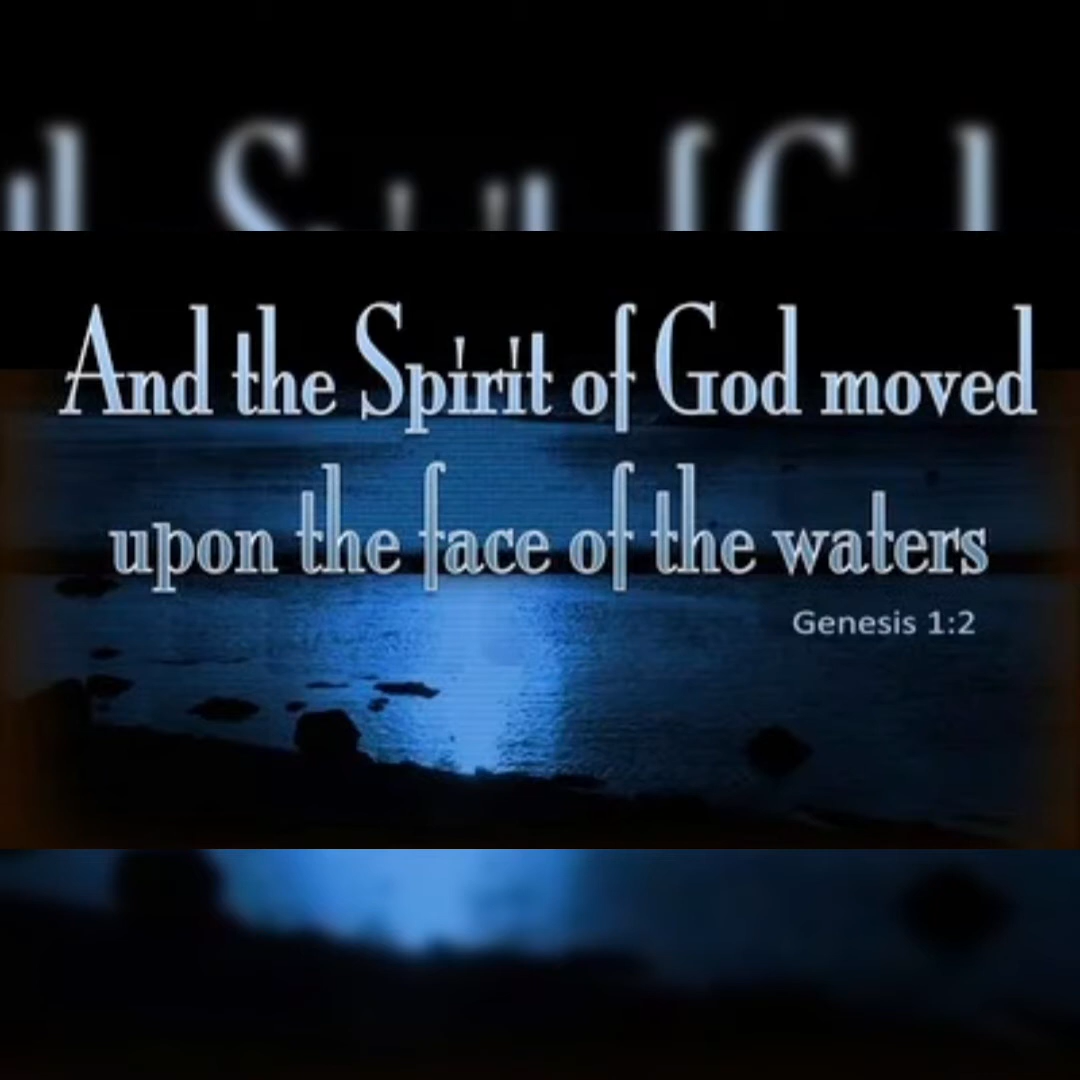 And the Spirit of God moved
upon the face of the waters
Genesis 1:2